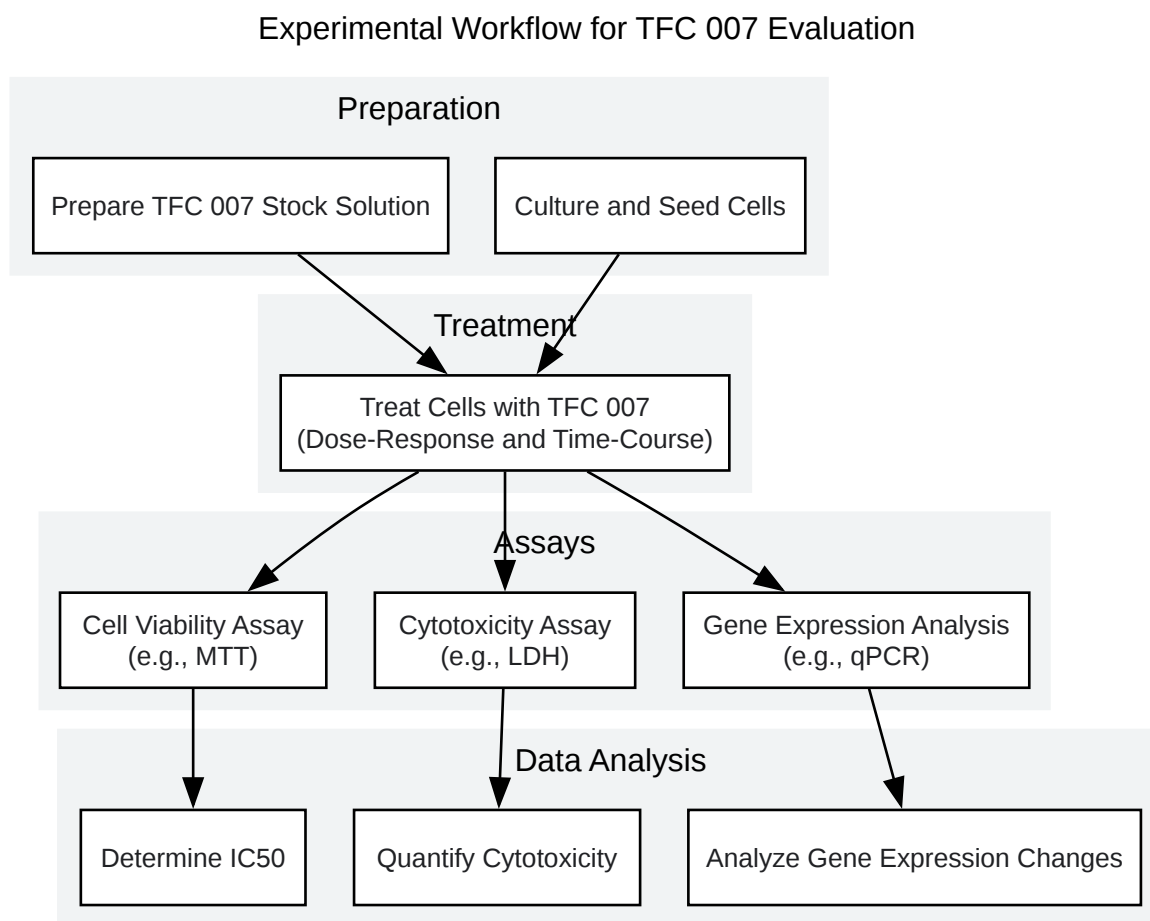 Experimental Workflow for TFC 007 Evaluation
Preparation
Prepare TFC 007 Stock Solution
Culture and Seed Cells
Treatment
Treat Cells with TFC 007
(Dose-Response and Time-Course)
Assays
Cell Viability Assay
(e.g., MTT)
Cytotoxicity Assay
(e.g., LDH)
Gene Expression Analysis
(e.g., qPCR)
Data Analysis
Determine IC50
Quantify Cytotoxicity
Analyze Gene Expression Changes